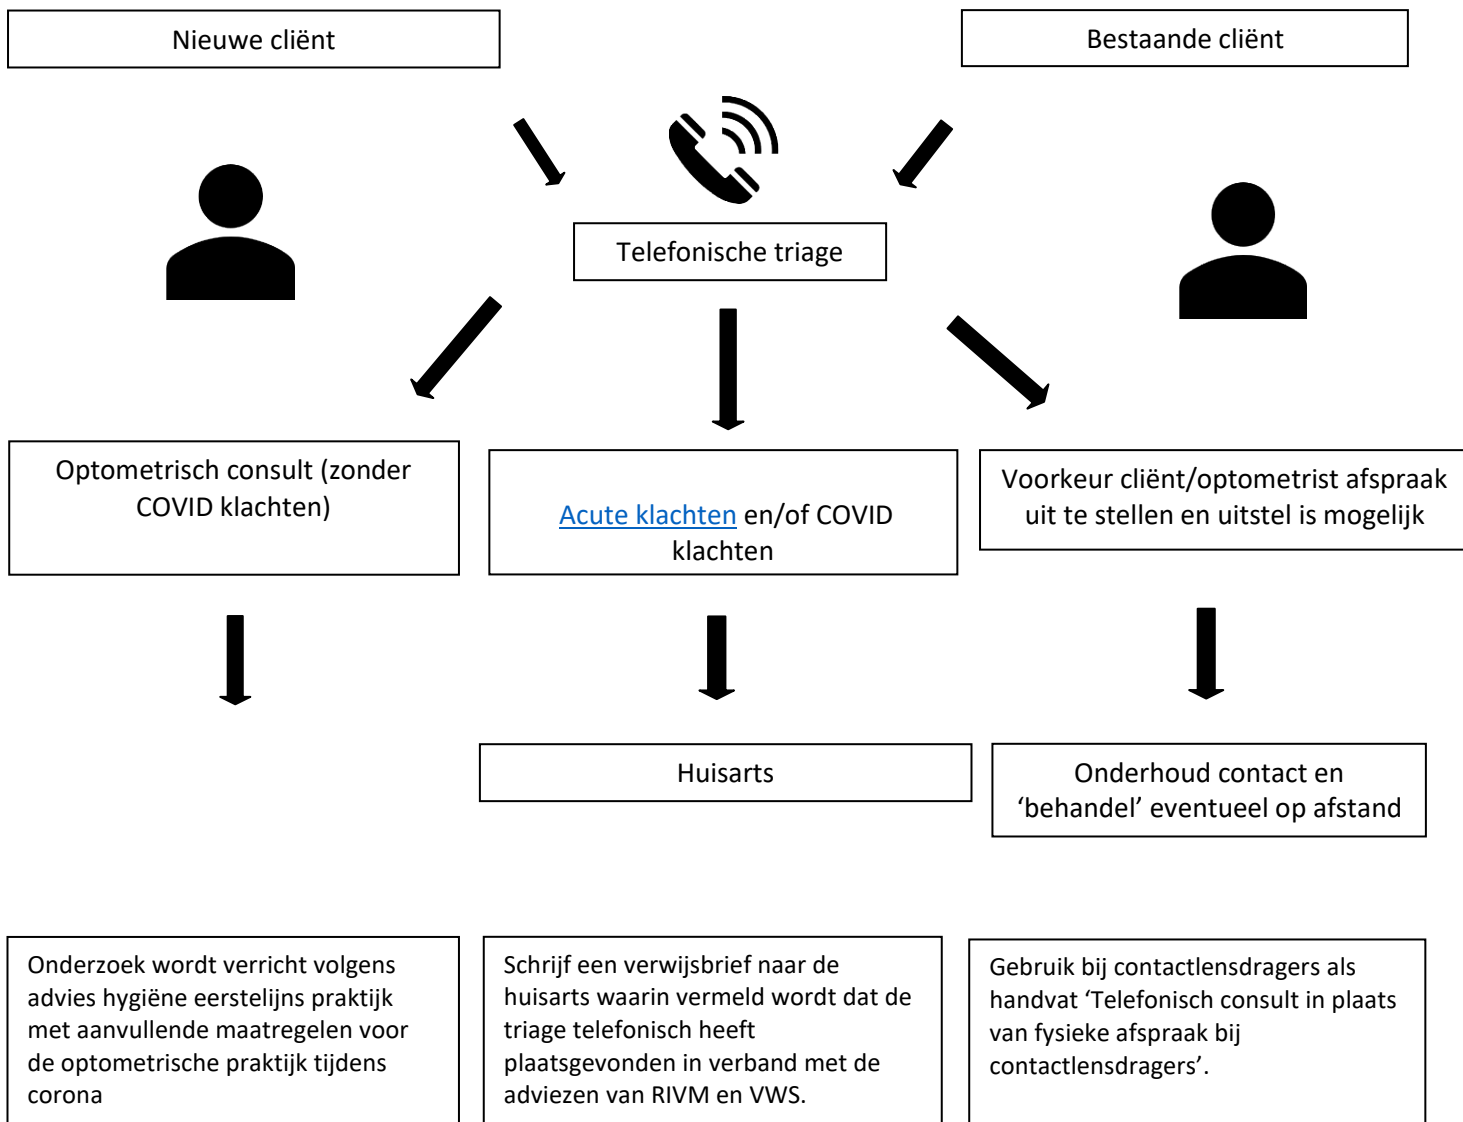 Nieuwe cliënt
Bestaande cliënt
Telefonische triage
Optometrisch consult (zonder
COVID klachten)
Acute klachten en/of COVID
klachten
Voorkeur cliënt/optometrist afspraak
uit te stellen en uitstel is mogelijk
Huisarts
Onderhoud contact en
‘behandel’ eventueel op afstand
Onderzoek wordt verricht volgens
advies hygiëne eerstelijns praktijk
met aanvullende maatregelen voor
de optometrische praktijk tijdens
corona
Schrijf een verwijsbrief naar de
huisarts waarin vermeld wordt dat de
triage telefonisch heeft
plaatsgevonden in verband met de
adviezen van RIVM en VWS.
Gebruik bij contactlensdragers als
handvat ‘Telefonisch consult in plaats
van fysieke afspraak bij
contactlensdragers’.